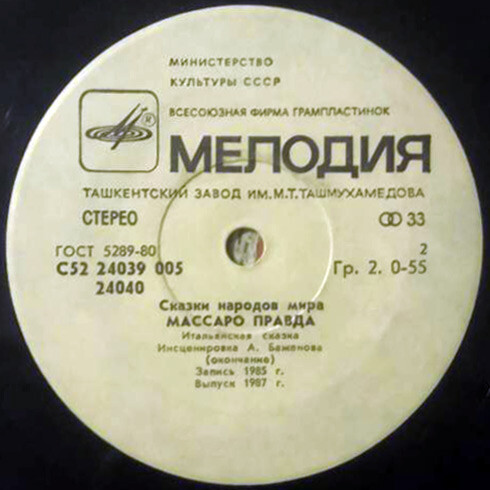 МИНИСТЕРСТВО
КУЛЬТУРЫ СССР
ВСЕСОЮЗНАЯ ФИРМА ГРАМПЛАСТИНОК
®
МЕЛОДИЯ
ТАШКЕНТСКИЙ ЗАВОД ИМ.М.Т.ТАШМУХАМЕДОВА
СТЕРЕО 33
ГОСТ 5289-80 2
С52 24039 005 Гр. 2. 0-55
24040
Сказки народов мира
МАССАРО ПРАВДА
Итальянская сказка
Инсценировка А. Баженова
(окончание)
Запись 1985 г.
Выпуск 1987 г.